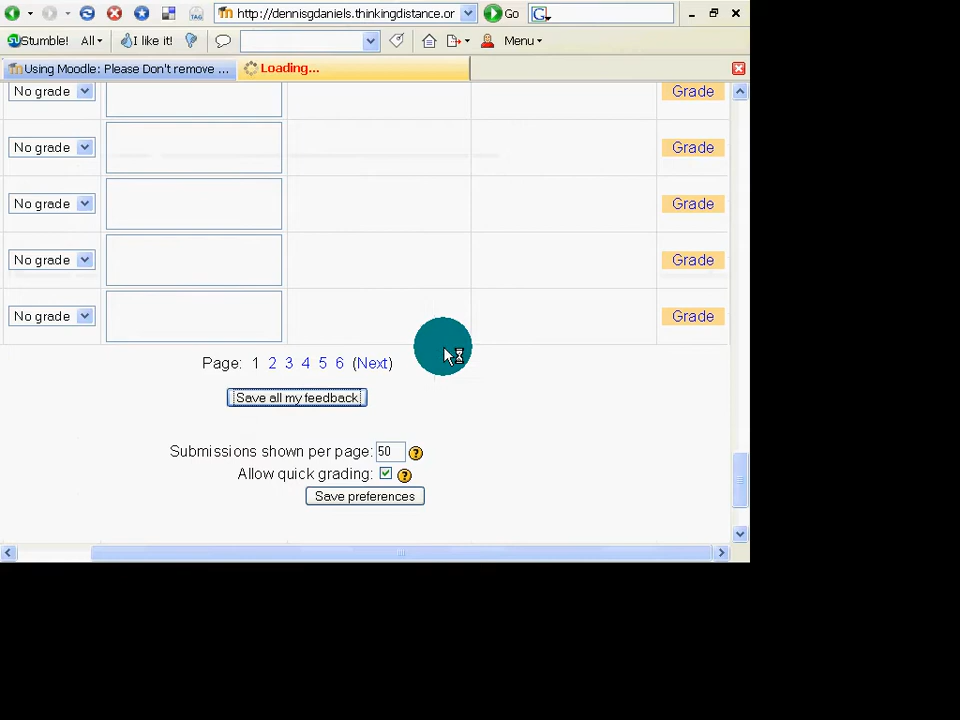 http://dennisgdaniels.thinkingdistance.or Go G
Stumble! All I like it! Menu
Using Moodle: Please Don't remove ... Loading...
No grade Grade
No grade Grade
No grade Grade
No grade Grade
No grade Grade
Page: 1 2 3 4 5 6 (Next)
Save all my feedback
Submissions shown per page: 50 ?
Allow quick grading: ?
Save preferences